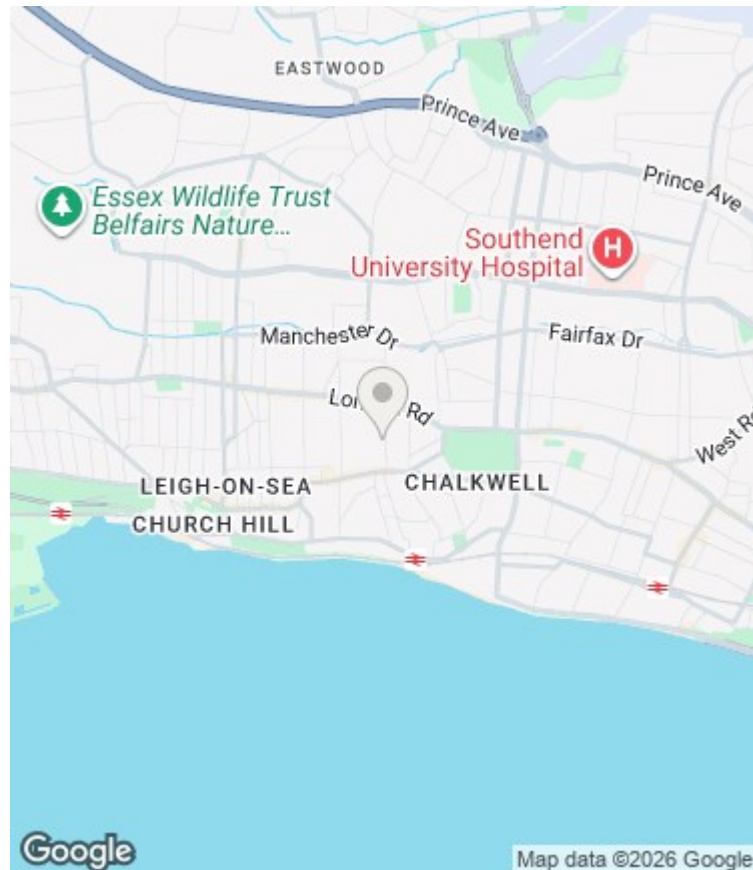 EASTWOOD
Prince Ave
Prince Ave
Essex Wildlife Trust
Belfairs Nature...
Southend
University Hospital
H
Manchester Dr
Fairfax Dr
Rd
West
LEIGH-ON-SEA
CHALKWELL
CHURCH HILL
Google
Map data ©2026 Google